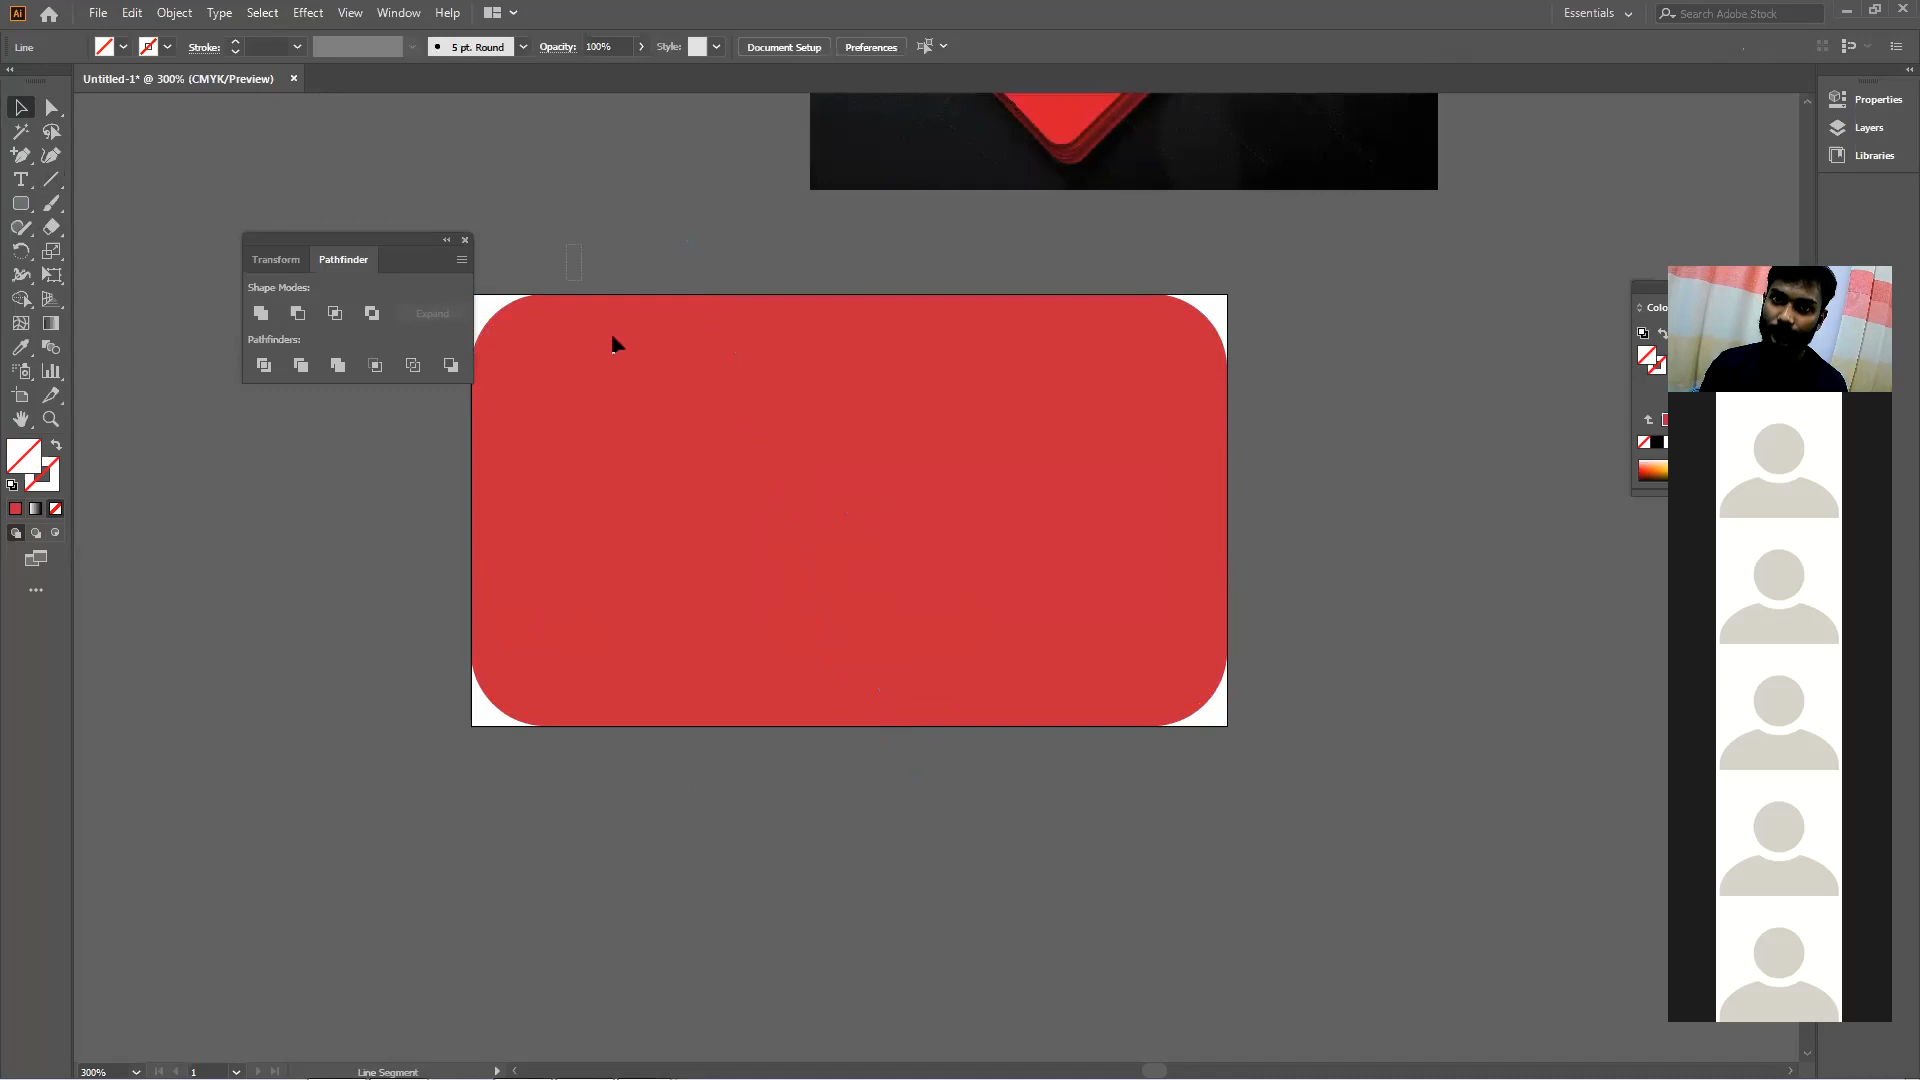 Ai File Edit Object Type Select Effect View Window Help Essentials Search Adobe Stock
Line Stroke: 5 pt. Round Opacity: 100% Style: Document Setup Preferences
Untitled-1* @ 300% (CMYK/Preview)
Properties
Layers
Libraries
Transform Pathfinder
Shape Modes:
Expand
Pathfinders:
Colo
300% 1 Line Segment